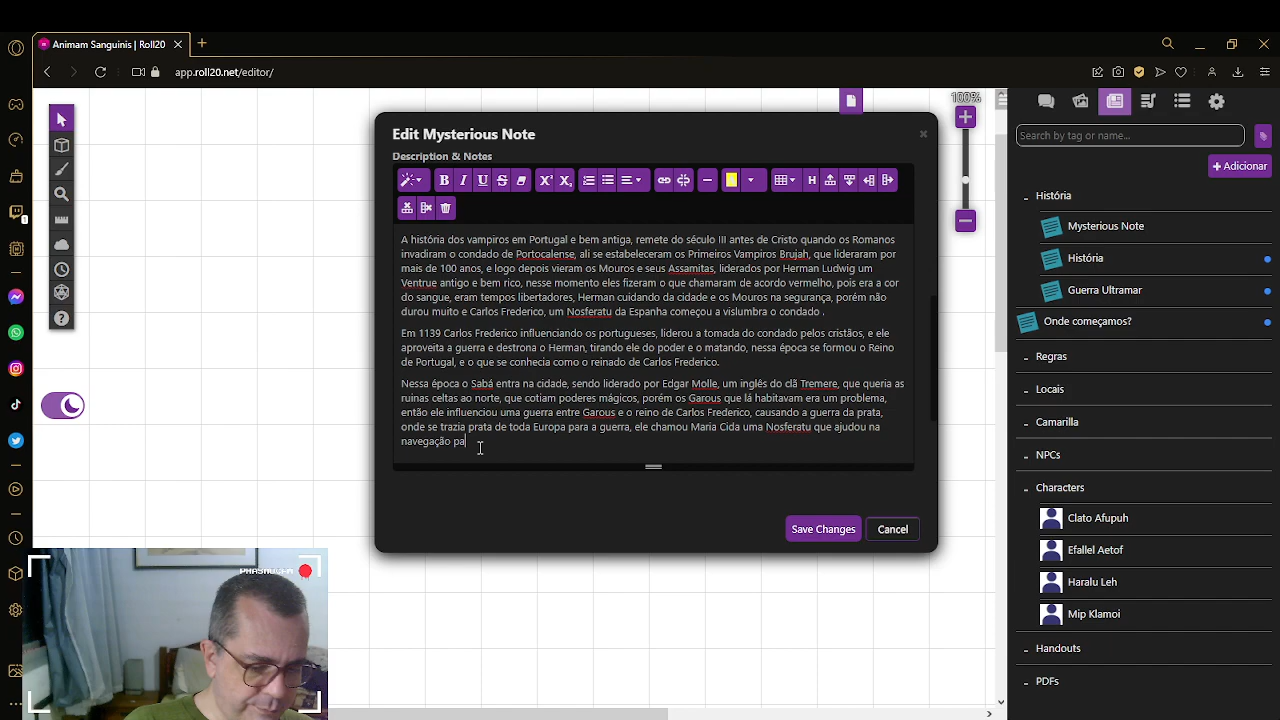 Animam Sanguinis | Roll20
app.roll20.net/editor/
100%
Edit Mysterious Note
Description & Notes
A história dos vampiros em Portugal e bem antiga, remete do século III antes de Cristo quando os Romanos
invadiram o condado de Portocalense, ali se estabeleceram os Primeiros Vampiros Brujah, que lideraram por
mais de 100 anos, e logo depois vieram os Mouros e seus Assamitas, liderados por Herman Ludwig um
Ventrue antigo e bem rico, nesse momento eles fizeram o que chamaram de acordo vermelho, pois era a cor
do sangue, eram tempos libertadores, Herman cuidando da cidade e os Mouros na segurança, porém não
durou muito e Carlos Frederico, um Nosferatu da Espanha começou a vislumbra o condado .
Em 1139 Carlos Frederico influenciando os portugueses, liderou a tomada do condado pelos cristãos, e ele
aproveita a guerra e destrona o Herman, tirando ele do poder e o matando, nessa época se formou o Reino
de Portugal, e o que se conhecia como o reinado de Carlos Frederico.
Nessa época o Sabá entra na cidade, sendo liderado por Edgar Molle, um inglês do clã Tremere, que queria as
ruinas celtas ao norte, que cotiam poderes mágicos, porém os Garous que lá habitavam era um problema,
então ele influenciou uma guerra entre Garous e o reino de Carlos Frederico, causando a guerra da prata,
onde se trazia prata de toda Europa para a guerra, ele chamou Maria Cida uma Nosferatu que ajudou na
navegação pa
Save Changes
Cancel
Search by tag or name...
+ Adicionar
História
Mysterious Note
História
Guerra Ultramar
Onde começamos?
Regras
Locais
Camarilla
NPCs
Characters
Clato Afupuh
Efallel Aetof
Haralu Leh
Mip Klamoi
Handouts
PDFs